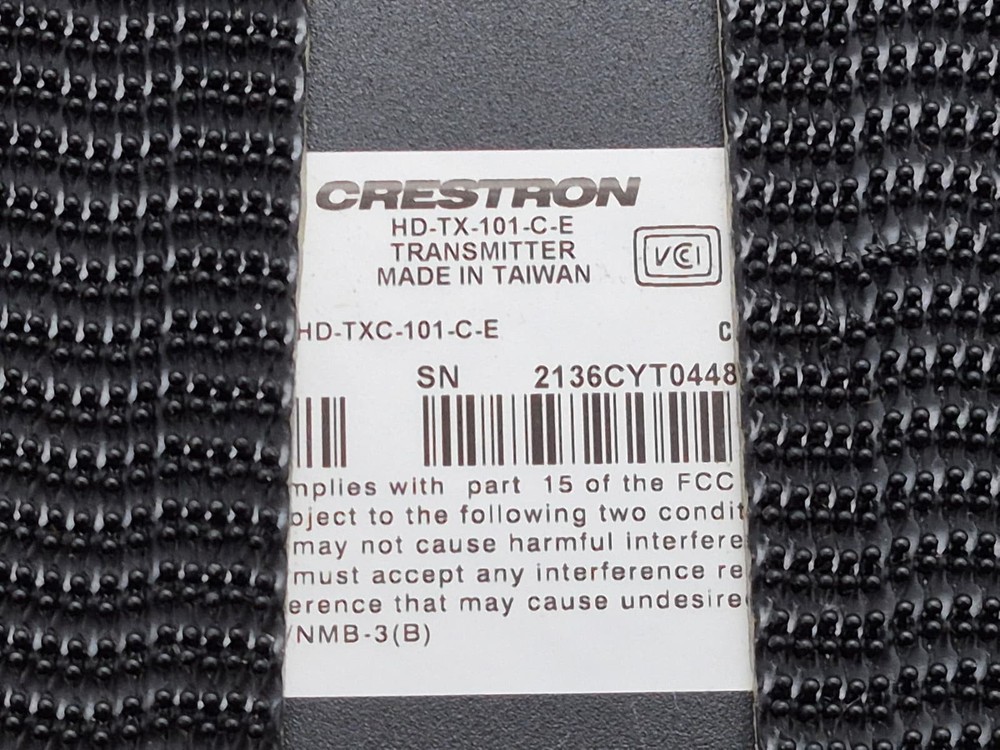 CRESTRON
HD-TX-101-C-E
TRANSMITTER
MADE IN TAIWAN
VCCI
HD-TXC-101-C-E C
SN 2136CYT0448
mplies with part 15 of the FCC
bject to the following two condit
may not cause harmful interfere
must accept any interference re
erence that may cause undesire
/NMB-3(B)